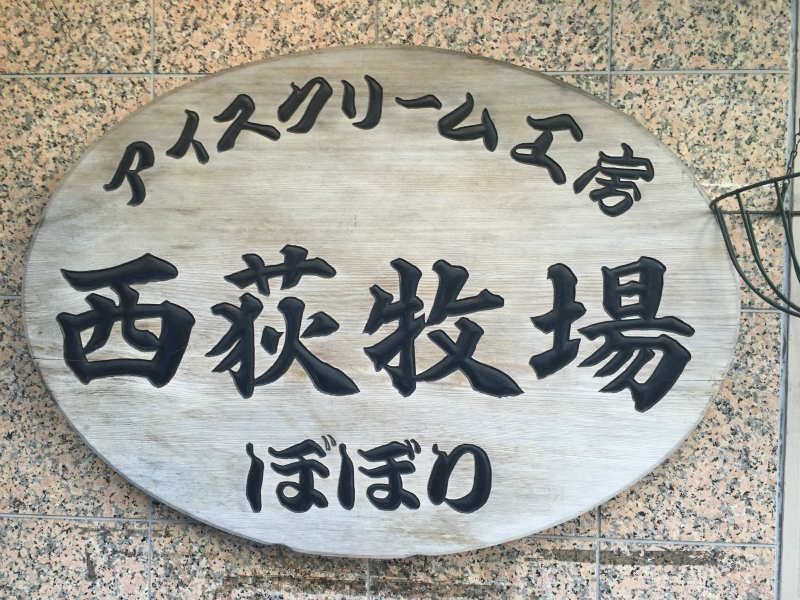 アイスクリーム工房
西荻牧場
ぼぼり